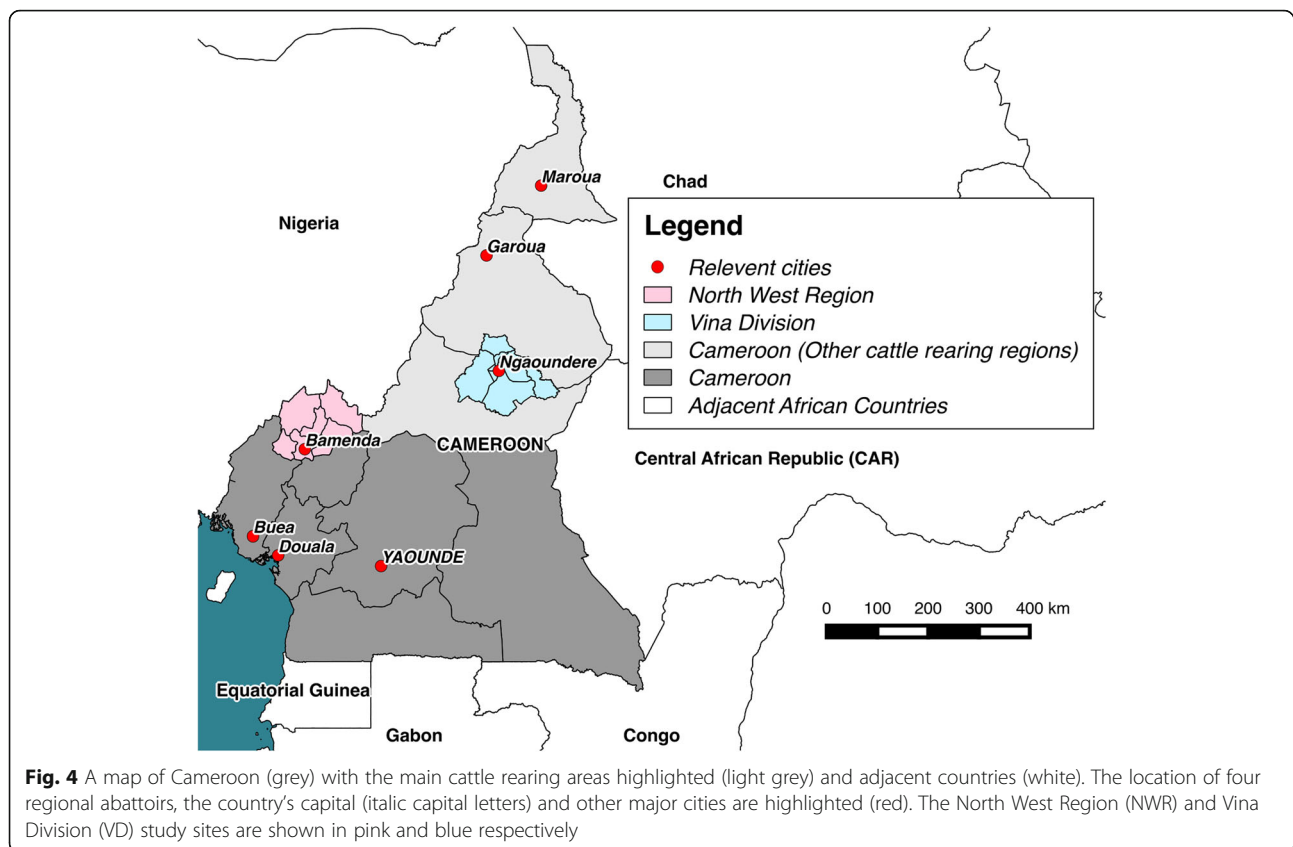 Maroua
Chad
Nigeria
Legend
Garoua
Relevent cities
North West Region
Vina Division
Ngaoundere
Cameroon (Other cattle rearing regions)
Cameroon
Adjacent African Countries
Bamenda
CAMEROON
Central African Republic (CAR)
Buea
Douala
YAOUNDE
0 100 200 300 400 km
Equatorial Guinea
Gabon
Congo
Fig. 4 A map of Cameroon (grey) with the main cattle rearing areas highlighted (light grey) and adjacent countries (white). The location of four
regional abattoirs, the country's capital (italic capital letters) and other major cities are highlighted (red). The North West Region (NWR) and Vina
Division (VD) study sites are shown in pink and blue respectively